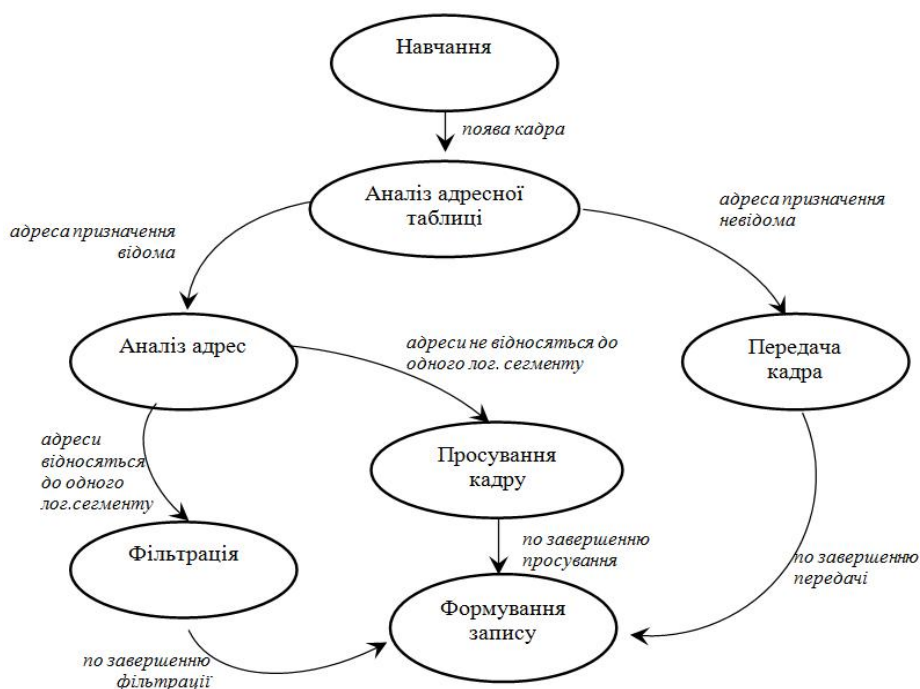 Навчання
поява кадра
Аналіз адресної
таблиці
адреса призначення
відома
адреса призначення
невідома
Аналіз адрес
адреси не відносяться до
одного лог. сегменту
Передача
кадра
адреси
відносяться
до одного
лог.сегменту
Просування
кадру
Фільтрація
по завершенню
просування
по завершенню
передачі
Формування
запису
по завершенню
фільтрації